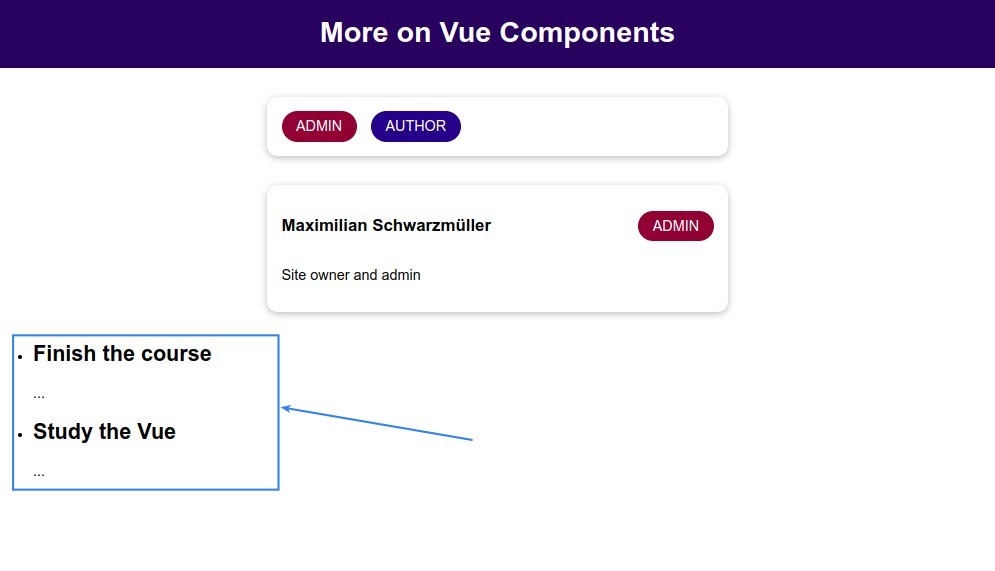 More on Vue Components
ADMIN AUTHOR
Maximilian Schwarzmüller ADMIN
Site owner and admin
• Finish the course
...
• Study the Vue
...